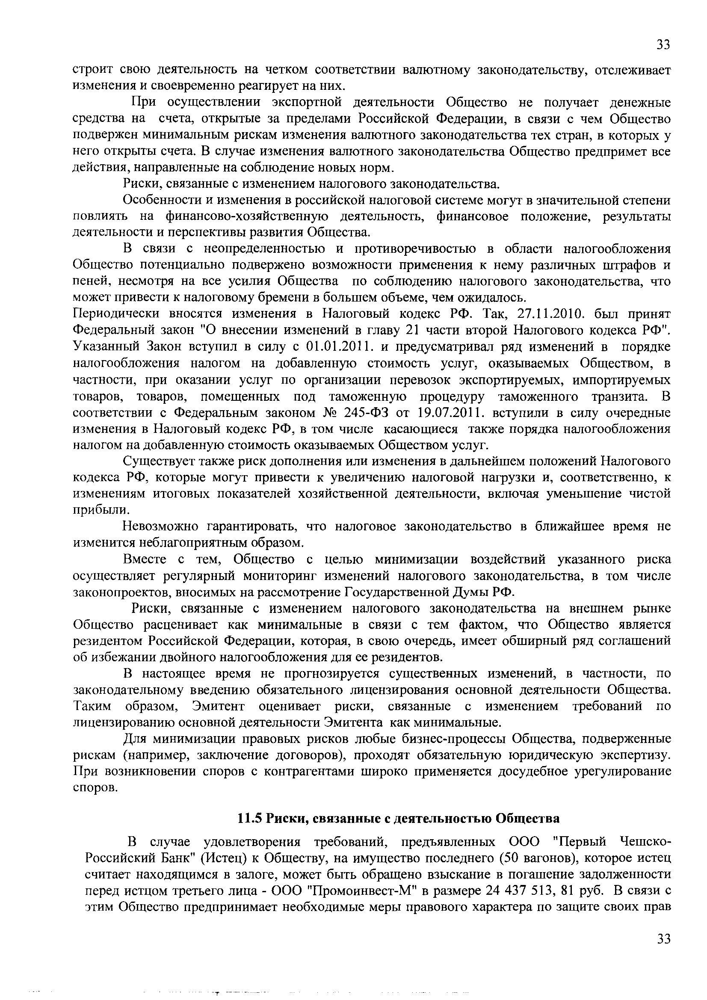 33
строит свою деятельность на четком соответствии валютному законодательству, отслеживает
изменения и своевременно реагирует на них.
При осуществлении экспортной деятельности Общество не получает денежные
средства на счета, открытые за пределами Российской Федерации, в связи с чем Общество
подвержен минимальным рискам изменения валютного законодательства тех стран, в которых у
него открыты счета. В случае изменения валютного законодательства Общество предпримет все
действия, направленные на соблюдение новых норм.
Риски, связанные с изменением налогового законодательства.
Особенности и изменения в российской налоговой системе могут в значительной степени
повлиять на финансово-хозяйственную деятельность, финансовое положение, результаты
деятельности и перспективы развития Общества.
В связи с неопределенностью и противоречивостью в области налогообложения
Общество потенциально подвержено возможности применения к нему различных штрафов и
пеней, несмотря на все усилия Общества по соблюдению налогового законодательства, что
может привести к налоговому бремени в большем объеме, чем ожидалось.
Периодически вносятся изменения в Налоговый кодекс РФ. Так, 27.11.2010. был принят
Федеральный закон "О внесении изменений в главу 21 части второй Налогового кодекса РФ".
Указанный Закон вступил в силу с 01.01.2011. и предусматривал ряд изменений в порядке
налогообложения налогом на добавленную стоимость услуг, оказываемых Обществом, в
частности, при оказании услуг по организации перевозок экспортируемых, импортируемых
товаров, товаров, помещенных под таможенную процедуру таможенного транзита. В
соответствии с Федеральным законом № 245-ФЗ от 19.07.2011. вступили в силу очередные
изменения в Налоговый кодекс РФ, в том числе касающиеся также порядка налогообложения
налогом на добавленную стоимость оказываемых Обществом услуг.
Существует также риск дополнения или изменения в дальнейшем положений Налогового
кодекса РФ, которые могут привести к увеличению налоговой нагрузки и, соответственно, к
изменениям итоговых показателей хозяйственной деятельности, включая уменьшение чистой
прибыли.
Невозможно гарантировать, что налоговое законодательство в ближайшее время не
изменится неблагоприятным образом.
Вместе с тем, Общество с целью минимизации воздействий указанного риска
осуществляет регулярный мониторинг изменений налогового законодательства, в том числе
законопроектов, вносимых на рассмотрение Государственной Думы РФ.
Риски, связанные с изменением налогового законодательства на внешнем рынке
Общество расценивает как минимальные в связи с тем фактом, что Общество является
резидентом Российской Федерации, которая, в свою очередь, имеет обширный ряд соглашений
об избежании двойного налогообложения для ее резидентов.
В настоящее время не прогнозируется существенных изменений, в частности, по
законодательному введению обязательного лицензирования основной деятельности Общества.
Таким образом, Эмитент оценивает риски, связанные с изменением требований по
лицензированию основной деятельности Эмитента как минимальные.
Для минимизации правовых рисков любые бизнес-процессы Общества, подверженные
рискам (например, заключение договоров), проходят обязательную юридическую экспертизу.
При возникновении споров с контрагентами широко применяется досудебное урегулирование
споров.
11.5 Риски, связанные с деятельностью Общества
В случае удовлетворения требований, предъявленных ООО "Первый Чешско-
Российский Банк" (Истец) к Обществу, на имущество последнего (50 вагонов), которое истец
считает находящимся в залоге, может быть обращено взыскание в погашение задолженности
перед истцом третьего лица - ООО "Промоинвест-М" в размере 24 437 513, 81 руб. В связи с
этим Общество предпринимает необходимые меры правового характера по защите своих прав
33